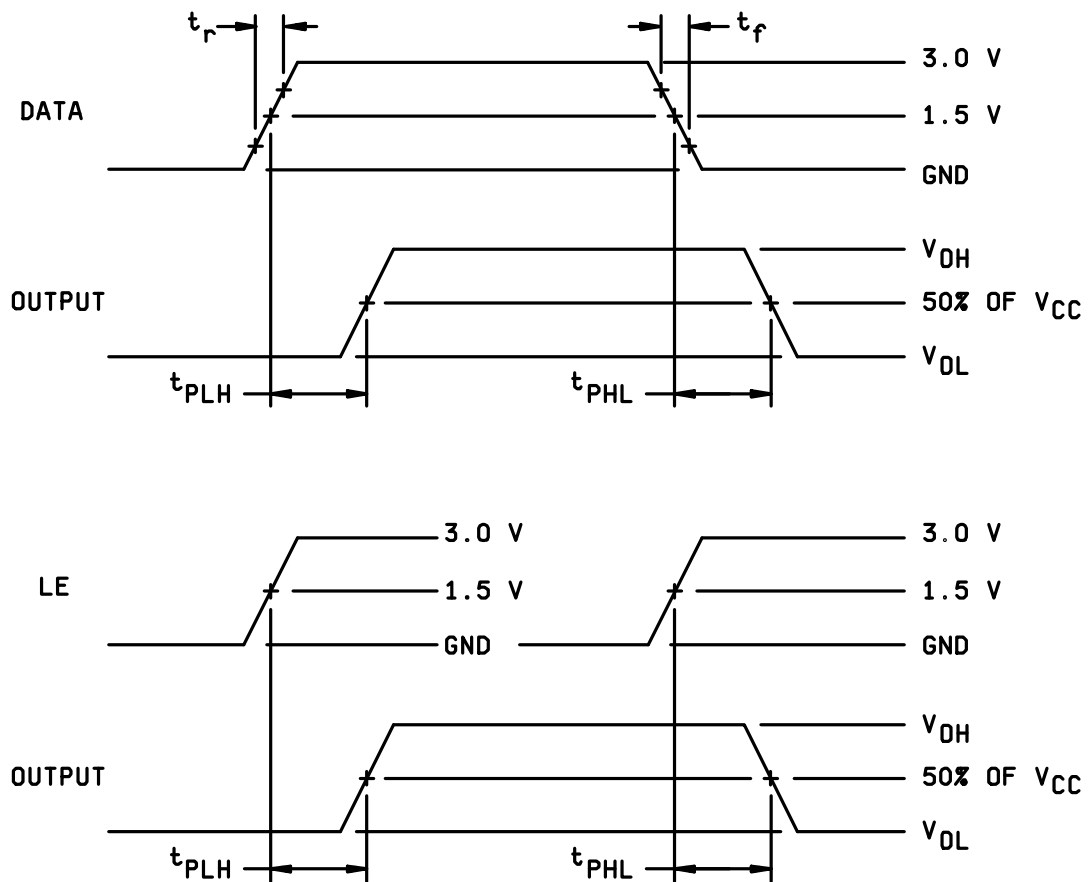 tr tf
3.0 V
DATA 1.5 V
GND
VOH
OUTPUT 50% OF VCC
VOL
tPLH tPHL
3.0 V 3.0 V
LE 1.5 V 1.5 V
GND GND
VOH
OUTPUT 50% OF VCC
VOL
tPLH tPHL